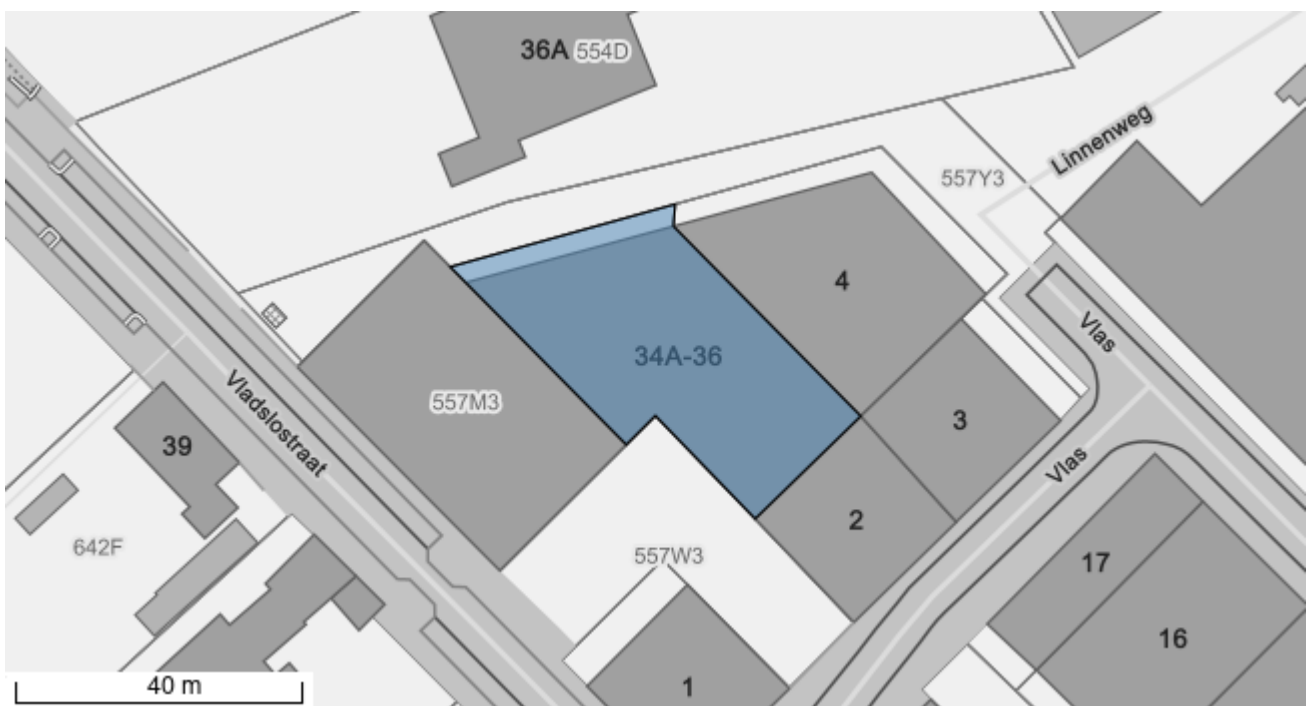 36A 554D
Linnenweg
557Y3
4
Vlas
34A-36
Vladslostraat
557M3
39
3
Vlas
2
642F
557W3
17
16
1
40 m